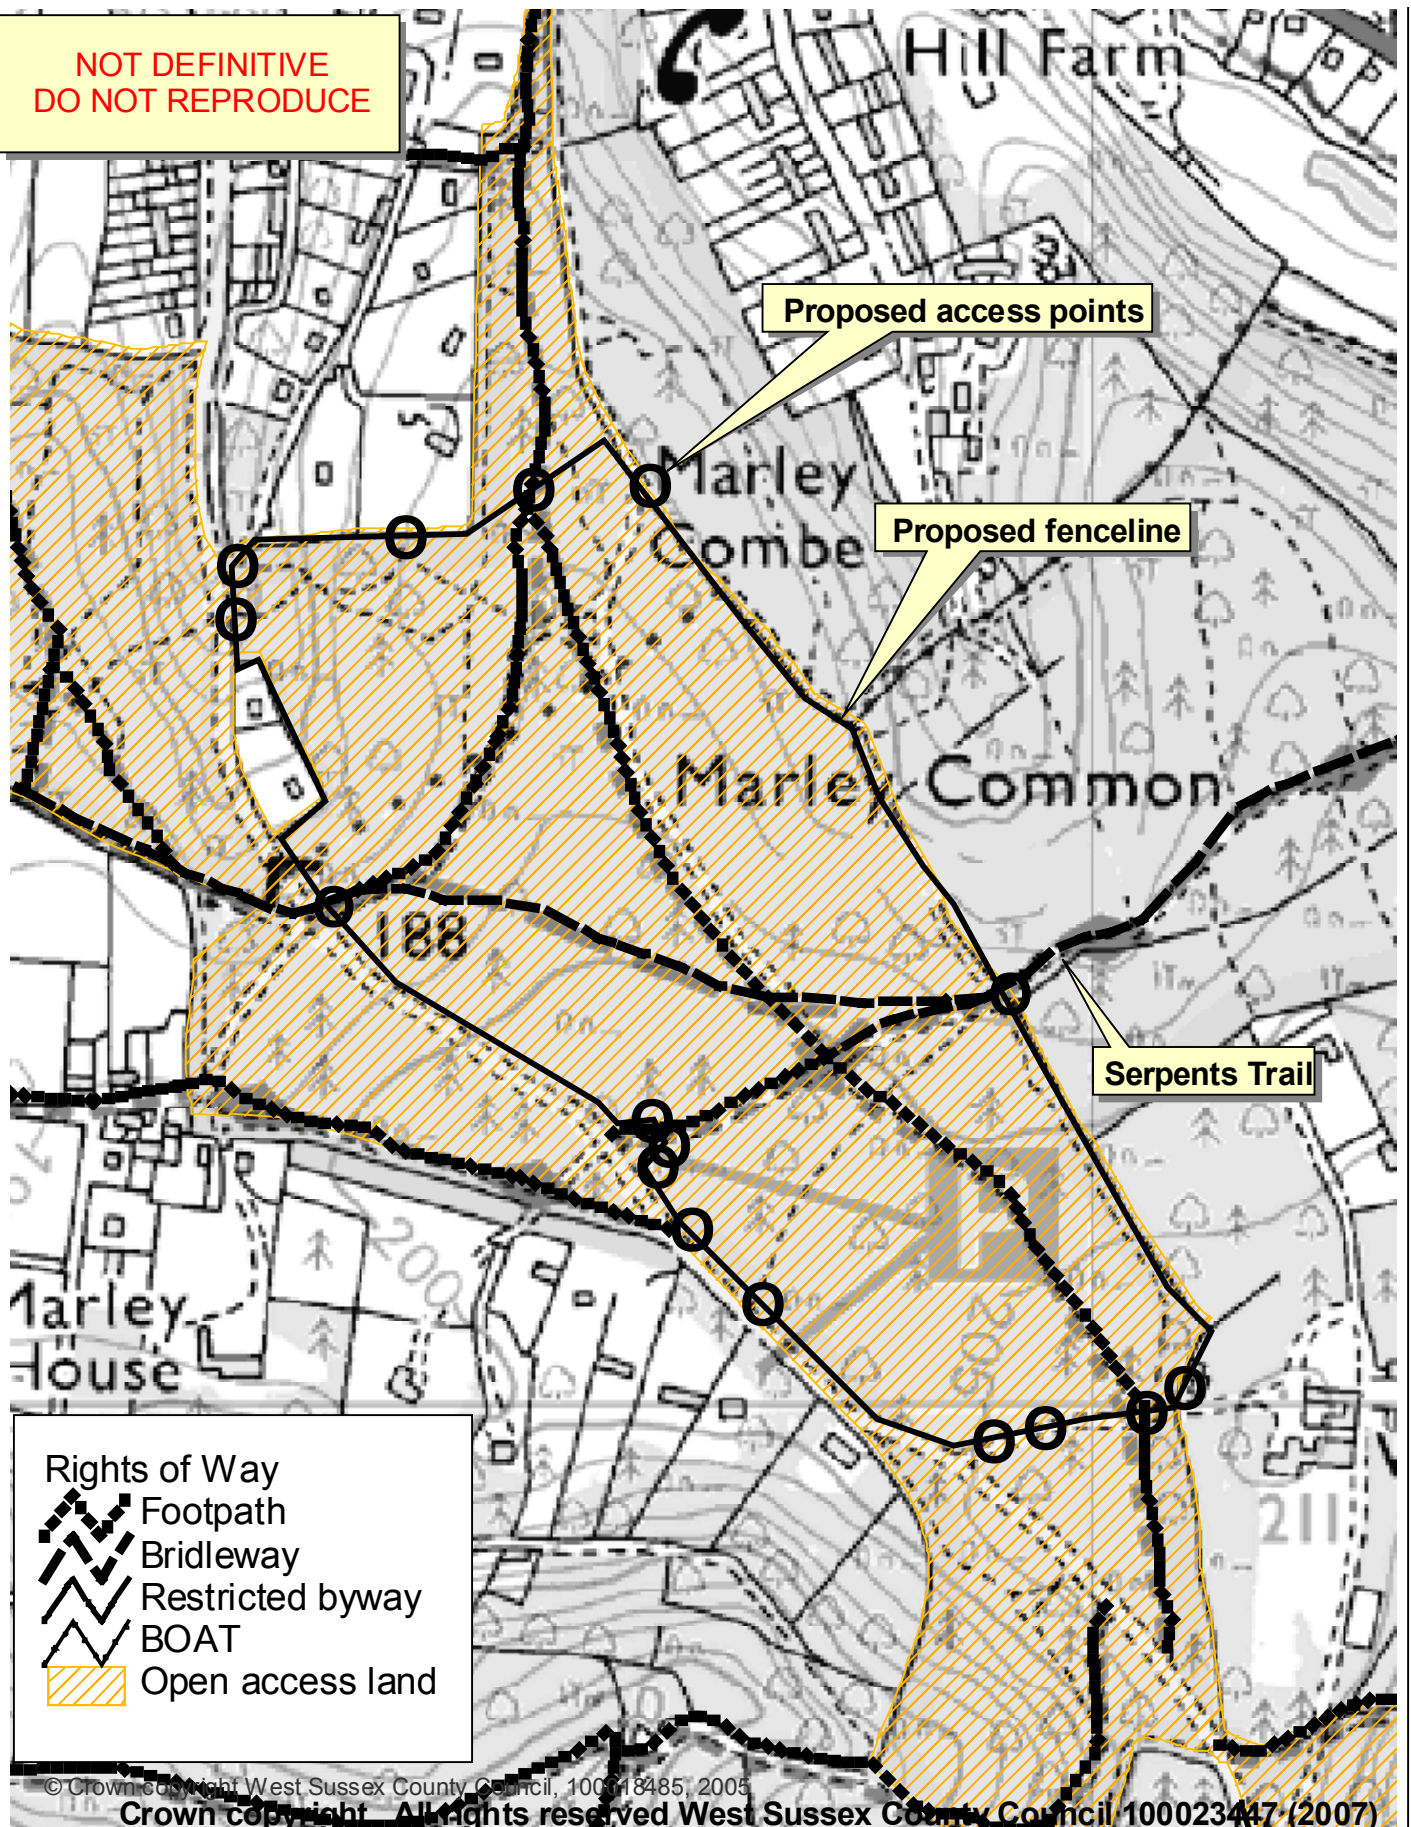 NOT DEFINITIVE
DO NOT REPRODUCE
Hill Farm
Proposed access points
Marley
Combe
Proposed fenceline
Common
188
Serpents Trail
200
Marley
House
205
211
Rights of Way
Footpath
Bridleway
Restricted byway
BOAT
Open access land
© Crown copyright West Sussex County Council, 100018485, 2005
Crown copyright. All rights reserved West Sussex County Council 100023447 (2007)